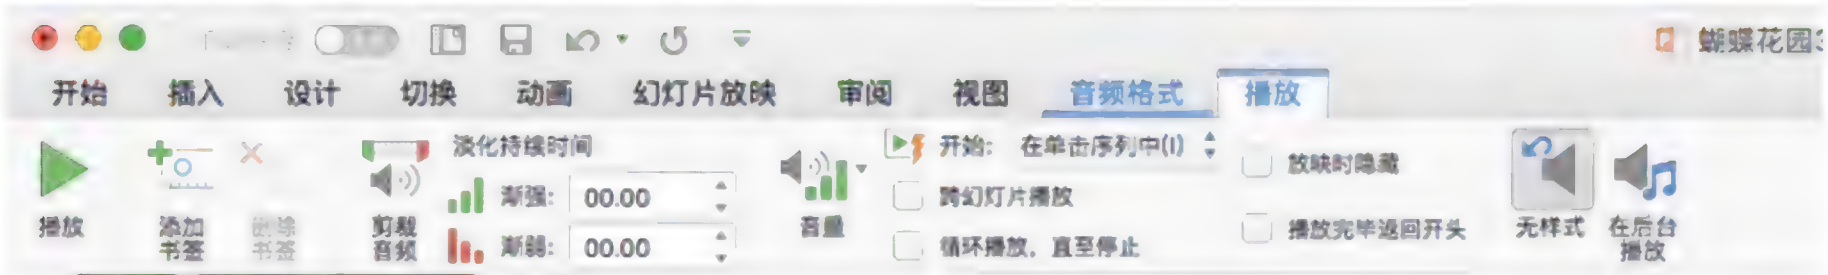 蝴蝶花园
开始 插入 设计 切换 动画 幻灯片放映 审阅 视图 音频格式 播放
播放
添加
书签
删除
书签
剪裁
音频
淡化持续时间
渐强: 00.00
渐弱: 00.00
音量
开始: 在单击序列中(I)
跨幻灯片播放
循环播放，直至停止
放映时隐藏
播放完毕返回开头
无样式
在后台
播放